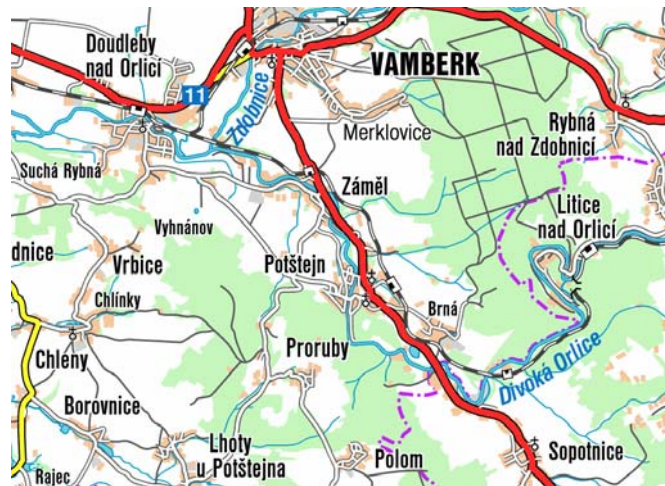 Doudleby
nad Orlicí
VAMBERK
11
Zdobnice
Merklovice
Rybná
nad Zdobnicí
Suchá Rybná
Záměl
Litice
nad Orlicí
Vyhnánov
dnice
Vrbice
Potštejn
Chlínky
Brná
Proruby
Chleny
Divoká Orlice
Borovnice
Lhoty
u Potštejna
Polom
Sopotnice
Rajec